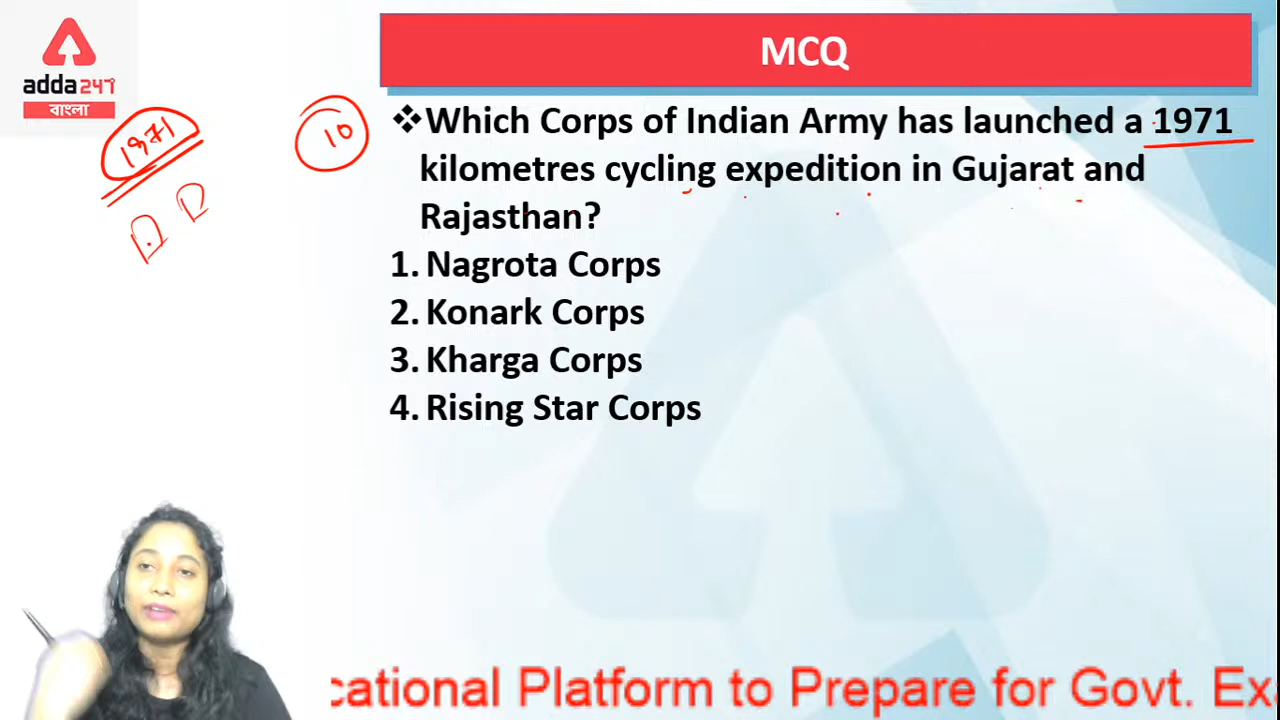 adda247
বাংলা
MCQ
১৯৭১
10
❖Which Corps of Indian Army has launched a 1971
kilometres cycling expedition in Gujarat and
Rajasthan?
1. Nagrota Corps
2. Konark Corps
3. Kharga Corps
4. Rising Star Corps
cational Platform to Prepare for Govt. Ex